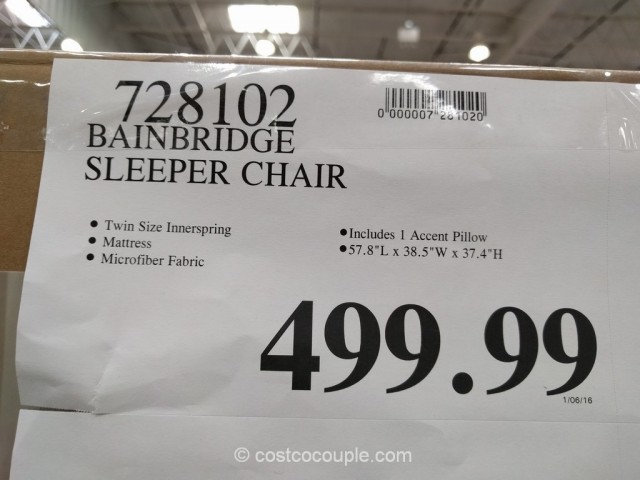 728102
0 000007 281020
BAINBRIDGE
SLEEPER CHAIR
• Twin Size Innerspring
• Mattress
• Microfiber Fabric
•Includes 1 Accent Pillow
•57.8"L x 38.5"W x 37.4"H
499.99
1/06/16
© costcocouple.com